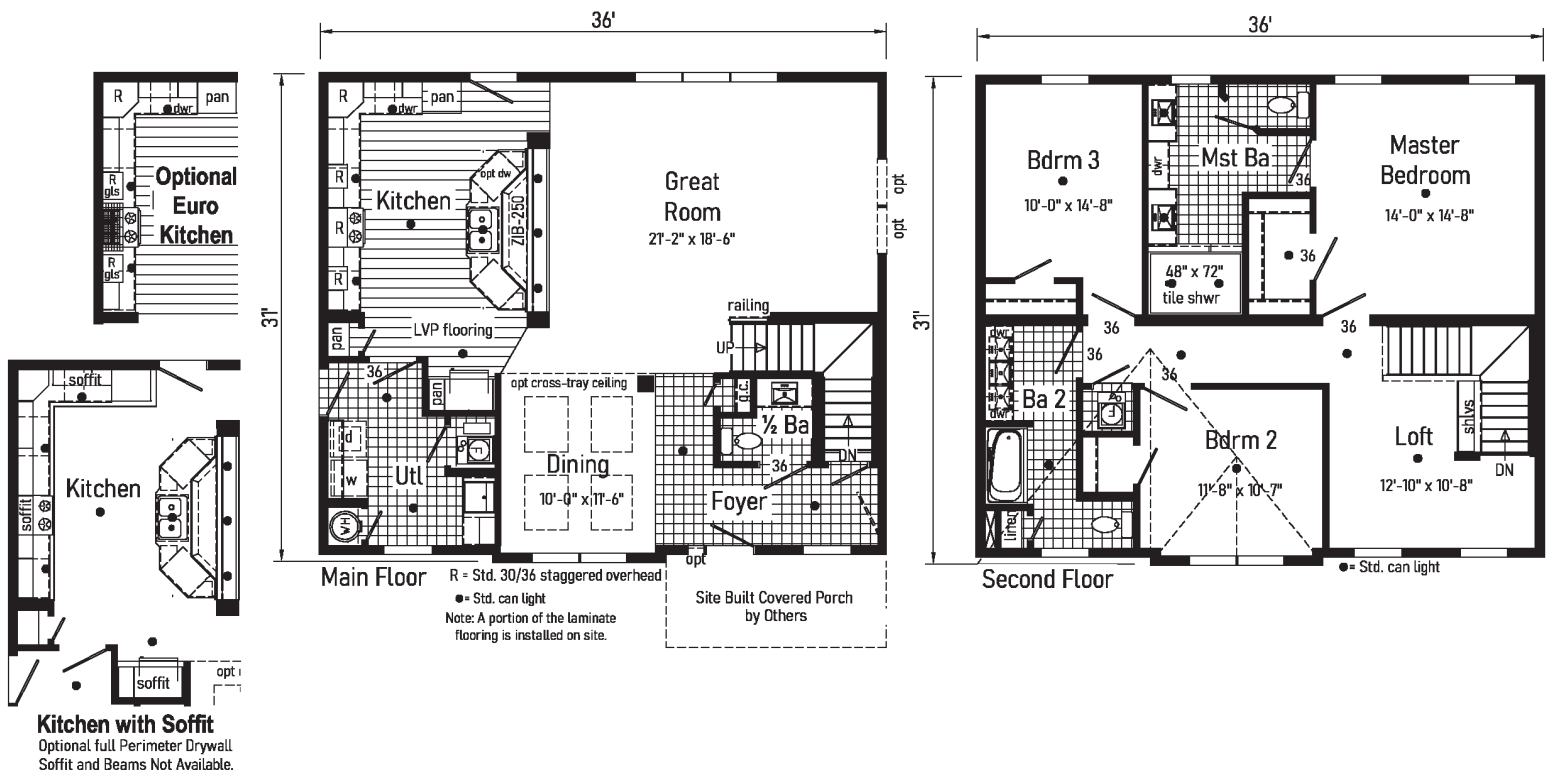 R
dwr
pan
R
gls
Optional
Euro
Kitchen
R
gls
soffit
Kitchen
soffit
opt
soffit
Kitchen with Soffit
Optional full Perimeter Drywall
Soffit and Beams Not Available.
36'
31'
R
dwr
pan
R
Kitchen
opt dw
ZIB-250
R
R
Great
Room
21'-2" x 18'-6"
opt
opt
railing
LVP flooring
pan
UP
36
pan
opt cross-tray ceiling
g.c.
½ Ba
d
w
Utl
F
Dining
10'-0" x 11'-6"
36
DN
Foyer
WH
opt
Main Floor
R = Std. 30/36 staggered overhead
●= Std. can light
Note: A portion of the laminate
flooring is installed on site.
Site Built Covered Porch
by Others
36'
31'
Bdrm 3
10'-0" x 14'-8"
dwr
Mst Ba
36
Master
Bedroom
14'-0" x 14'-8"
36
48" x 72"
tile shwr
36
36
dwr
36
36
dwr
Ba 2
F
Bdrm 2
11'-8" x 10'-7"
Loft
12'-10" x 10'-8"
shlvs
DN
linen
Second Floor
●= Std. can light